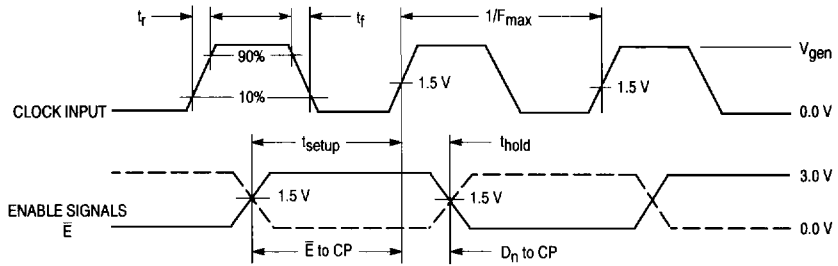 tr tf 1/Fmax
90% Vgen
10% 1.5 V 1.5 V
CLOCK INPUT 0.0 V
tsetup thold
3.0 V
ENABLE SIGNALS 1.5 V 1.5 V
E̅ 0.0 V
E̅ to CP Dn to CP